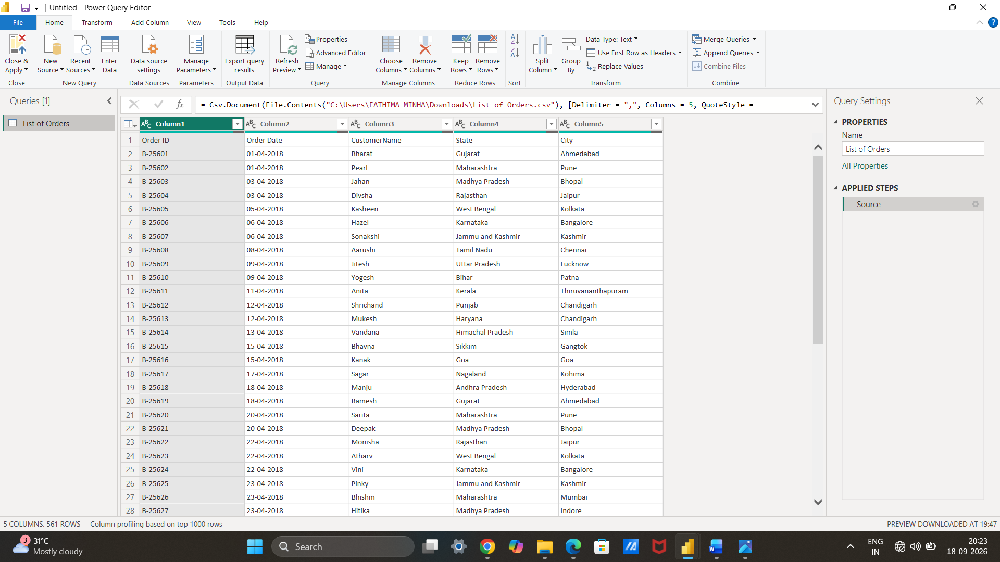 Untitled - Power Query Editor
File Home Transform Add Column View Tools Help
Close & Apply
Close
New Source
Recent Sources
Enter Data
New Query
Data source settings
Data Sources
Manage Parameters
Parameters
Export query results
Output Data
Refresh Preview
Properties
Advanced Editor
Manage
Query
Choose Columns
Remove Columns
Manage Columns
Keep Rows
Remove Rows
Reduce Rows
Sort
Split Column
Group By
Data Type: Text
Use First Row as Headers
Replace Values
Transform
Merge Queries
Append Queries
Combine Files
Combine
Queries [1]
List of Orders
fx
= Csv.Document(File.Contents("C:\Users\FATHIMA MINHA\Downloads\List of Orders.csv"), [Delimiter = ",", Columns = 5, QuoteStyle =
Column1 Column2 Column3 Column4 Column5
1 Order ID Order Date CustomerName State City
2 B-25601 01-04-2018 Bharat Gujarat Ahmedabad
3 B-25602 01-04-2018 Pearl Maharashtra Pune
4 B-25603 03-04-2018 Jahan Madhya Pradesh Bhopal
5 B-25604 03-04-2018 Divsha Rajasthan Jaipur
6 B-25605 05-04-2018 Kasheen West Bengal Kolkata
7 B-25606 06-04-2018 Hazel Karnataka Bangalore
8 B-25607 06-04-2018 Sonakshi Jammu and Kashmir Kashmir
9 B-25608 08-04-2018 Aarushi Tamil Nadu Chennai
10 B-25609 09-04-2018 Jitesh Uttar Pradesh Lucknow
11 B-25610 09-04-2018 Yogesh Bihar Patna
12 B-25611 11-04-2018 Anita Kerala Thiruvananthapuram
13 B-25612 12-04-2018 Shrichand Punjab Chandigarh
14 B-25613 12-04-2018 Mukesh Haryana Chandigarh
15 B-25614 13-04-2018 Vandana Himachal Pradesh Simla
16 B-25615 15-04-2018 Bhavna Sikkim Gangtok
17 B-25616 15-04-2018 Kanak Goa Goa
18 B-25617 17-04-2018 Sagar Nagaland Kohima
19 B-25618 18-04-2018 Manju Andhra Pradesh Hyderabad
20 B-25619 18-04-2018 Ramesh Gujarat Ahmedabad
21 B-25620 20-04-2018 Sarita Maharashtra Pune
22 B-25621 20-04-2018 Deepak Madhya Pradesh Bhopal
23 B-25622 22-04-2018 Monisha Rajasthan Jaipur
24 B-25623 22-04-2018 Atharv West Bengal Kolkata
25 B-25624 22-04-2018 Vini Karnataka Bangalore
26 B-25625 23-04-2018 Pinky Jammu and Kashmir Kashmir
27 B-25626 23-04-2018 Bhishm Maharashtra Mumbai
28 B-25627 23-04-2018 Hitika Madhya Pradesh Indore
Query Settings
PROPERTIES
Name
List of Orders
All Properties
APPLIED STEPS
Source
5 COLUMNS, 561 ROWS Column profiling based on top 1000 rows
PREVIEW DOWNLOADED AT 19:47
3
31°C
Mostly cloudy
Search
ENG
IN
20:23
18-09-2026